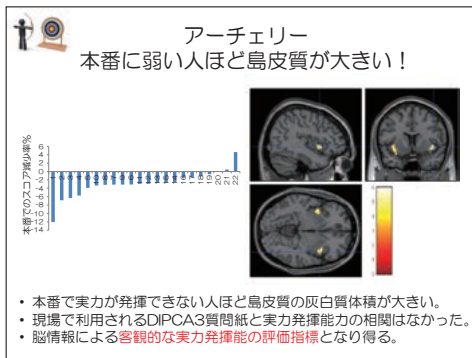 アーチェリー
本番に弱い人ほど島皮質が大きい！
本番でのスコア減少率%
6
4
2
0
-2
-4
-6
-8
-10
-12
-14
20
21
22
• 本番で実力が発揮できない人ほど島皮質の灰白質体積が大きい。
• 現場で利用されるDIPCA3質問紙と実力発揮能力の相関はなかった。
• 脳情報による客観的な実力発揮能の評価指標となり得る。